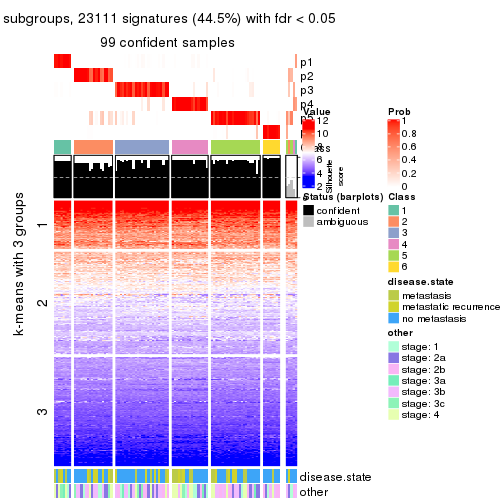 subgroups, 23111 signatures (44.5%) with fdr < 0.05
99 confident samples
p1
p2
p3
p4
p5
Value
12
10
8
6
4
2
Prob
1
0.8
0.6
0.4
0.2
0
Silhouette
score
Status (barplots)
confident
ambiguous
Class
1
2
3
4
5
6
disease.state
metastasis
metastatic recurrence
no metastasis
other
stage: 1
stage: 2a
stage: 2b
stage: 3a
stage: 3b
stage: 3c
stage: 4
k-means with 3 groups
1
2
3
disease.state
other